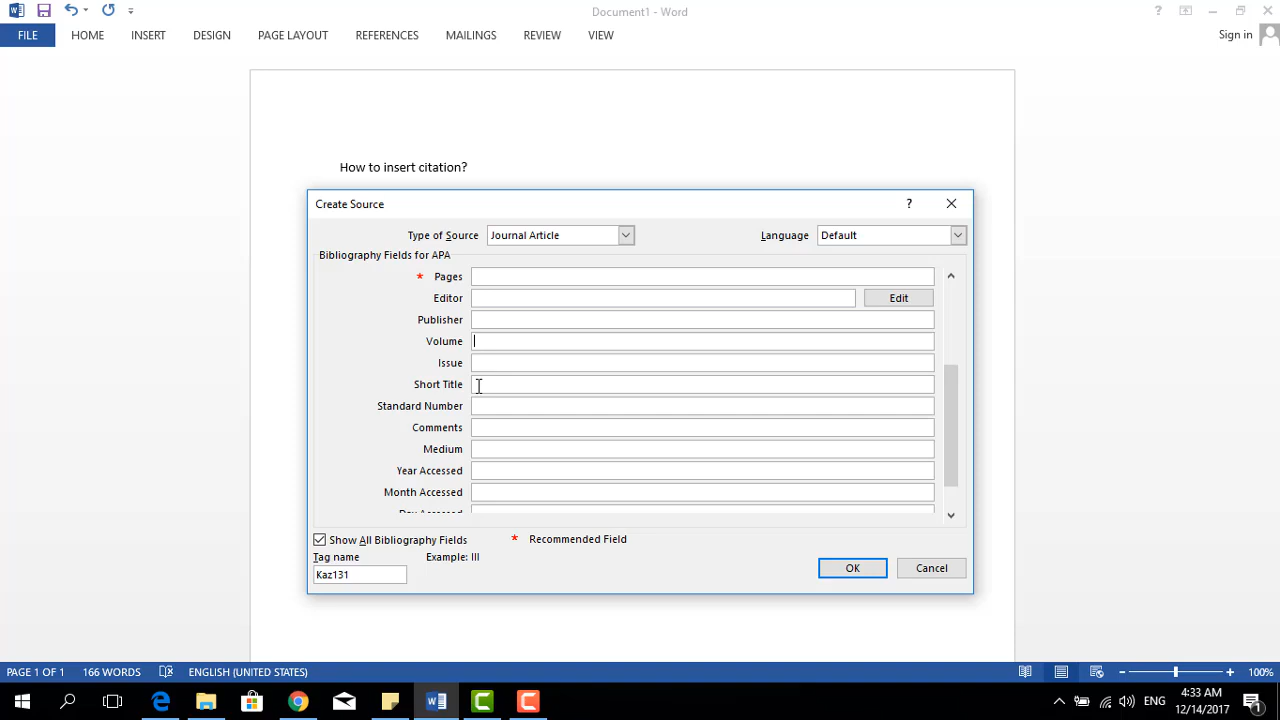 Document1 - Word
FILE HOME INSERT DESIGN PAGE LAYOUT REFERENCES MAILINGS REVIEW VIEW Sign in
How to insert citation?
Create Source
Type of Source Journal Article Language Default
Bibliography Fields for APA
* Pages
Editor Edit
Publisher
Volume
Issue
Short Title
Standard Number
Comments
Medium
Year Accessed
Month Accessed
Day Accessed
Show All Bibliography Fields * Recommended Field
Tag name Example: III
Kaz131
OK Cancel
PAGE 1 OF 1 166 WORDS ENGLISH (UNITED STATES) 100%
ENG 4:33 AM
12/14/2017 1